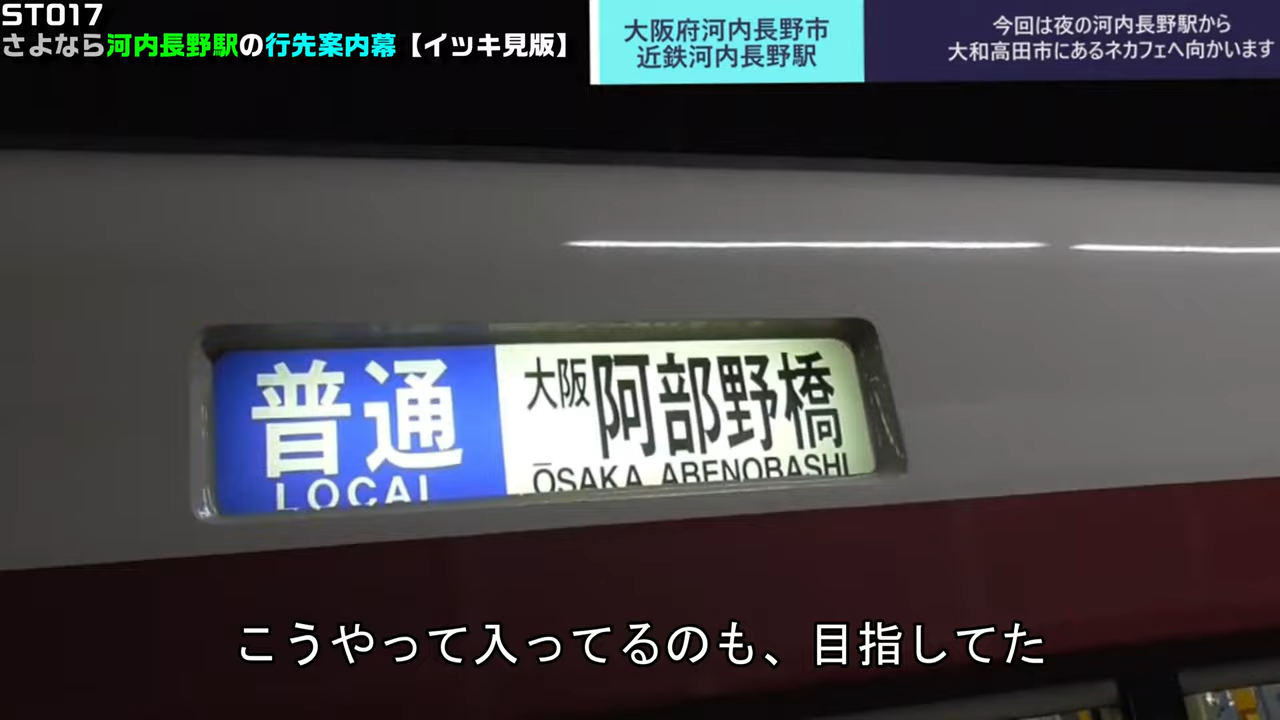 ST017
さよなら河内長野駅の行先案内幕【イッキ見版】
大阪府河内長野市
近鉄河内長野駅
今回は夜の河内長野駅から
大和高田市にあるネカフェへ向かいます
普通
LOCAL
大阪阿部野橋
ŌSAKA ABENOBASHI
こうやって入ってるのも、目指してた